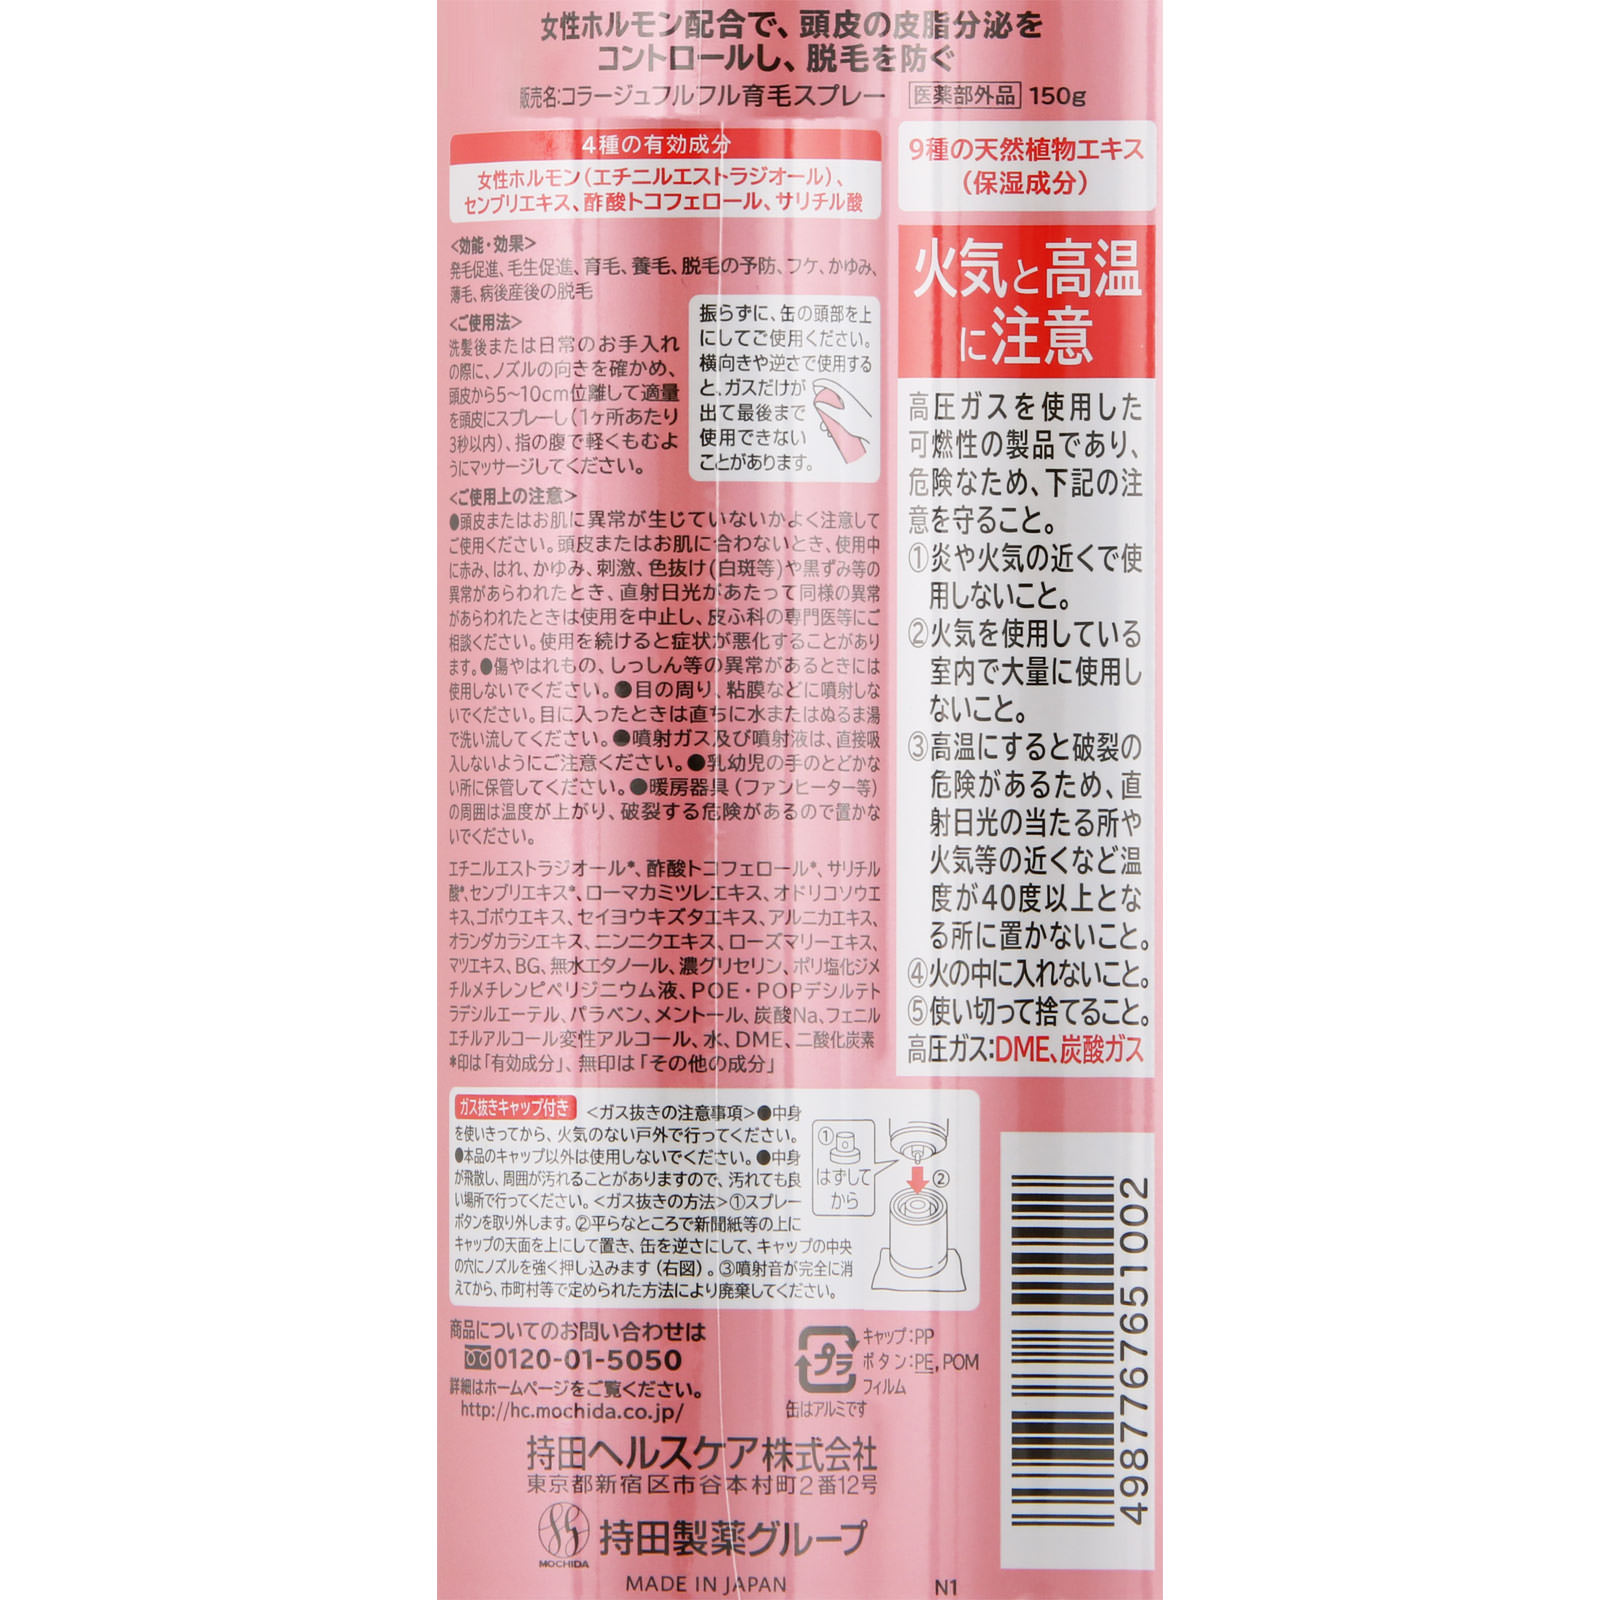 女性ホルモン配合で、頭皮の皮脂分泌を
コントロールし、脱毛を防ぐ
販売名:コラージュフルフル育毛スプレー 医薬部外品 150g
4種の有効成分
女性ホルモン(エチニルエストラジオール)、
センブリエキス、酢酸トコフェロール、サリチル酸
<効能・効果>
発毛促進、毛生促進、育毛、養毛、脱毛の予防、フケ、かゆみ、
薄毛、病後産後の脱毛
<ご使用法>
洗髪後または日常のお手入れ
の際に、ノズルの向きを確かめ、
頭皮から5~10cm位離して適量
を頭皮にスプレーし(1ヶ所あたり
3秒以内)、指の腹で軽くもむよ
うにマッサージしてください。
振らずに、缶の頭部を上
にしてご使用ください。
横向きや逆さで使用する
と、ガスだけが
出て最後まで
使用できない
ことがあります。
<ご使用上の注意>
●頭皮またはお肌に異常が生じていないかよく注意して
ご使用ください。頭皮またはお肌に合わないとき、使用中
に赤み、はれ、かゆみ、刺激、色抜け(白斑等)や黒ずみ等の
異常があらわれたとき、直射日光があたって同様の異常
があらわれたときは使用を中止し、皮ふ科の専門医等にご
相談ください。使用を続けると症状が悪化することがあり
ます。●傷やはれもの、しっしん等の異常があるときには
使用しないでください。●目の周り、粘膜などに噴射しな
いでください。目に入ったときは直ちに水またはぬるま湯
で洗い流してください。●噴射ガス及び噴射液は、直接吸
入しないようにご注意ください。●乳幼児の手のとどかな
い所に保管してください。●暖房器具(ファンヒーター等)
の周囲は温度が上がり、破裂する危険があるので置かな
いでください。
エチニルエストラジオール*、酢酸トコフェロール*、サリチル
酸*、センブリエキス*、ローマカミツレエキス、オドリコソウエ
キス、ゴボウエキス、セイヨウキズタエキス、アルニカエキス、
オランダカラシエキス、ニンニクエキス、ローズマリーエキス、
マツエキス、BG、無水エタノール、濃グリセリン、ポリ塩化ジメ
チルメチレンピペリジニウム液、POE・POPデシルテト
ラデシルエーテル、パラベン、メントール、炭酸Na、フェニル
エチルアルコール変性アルコール、水、DME、二酸化炭素
*印は「有効成分」、無印は「その他の成分」
9種の天然植物エキス
(保湿成分)
火気と高温
に注意
高圧ガスを使用した
可燃性の製品であり、
危険なため、下記の注
意を守ること。
①炎や火気の近くで使
用しないこと。
②火気を使用している
室内で大量に使用し
ないこと。
③高温にすると破裂の
危険があるため、直
射日光の当たる所や
火気等の近くなど温
度が40度以上とな
る所に置かないこと。
④火の中に入れないこと。
⑤使い切って捨てること。
高圧ガス:DME、炭酸ガス
ガス抜きキャップ付き <ガス抜きの注意事項>●中身
を使いきってから、火気のない戸外で行ってください。
●本品のキャップ以外は使用しないでください。●中身
が飛散し、周囲が汚れることがありますので、汚れても良
い場所で行ってください。<ガス抜きの方法>①スプレー
ボタンを取り外します。②平らなところで新聞紙等の上に
キャップの天面を上にして置き、缶を逆さにして、キャップの中央
の穴にノズルを強く押し込みます(右図)。③噴射音が完全に消
えてから、市町村等で定められた方法により廃棄してください。
①
はずして
から
②
商品についてのお問い合わせは
0120-01-5050
詳細はホームページをご覧ください。
http://hc.mochida.co.jp/
プラ
キャップ:PP
ボタン:PE,POM
フィルム
缶はアルミです
持田ヘルスケア株式会社
東京都新宿区市谷本村町2番12号
MOCHIDA
持田製薬グループ
MADE IN JAPAN N1
4987767651002